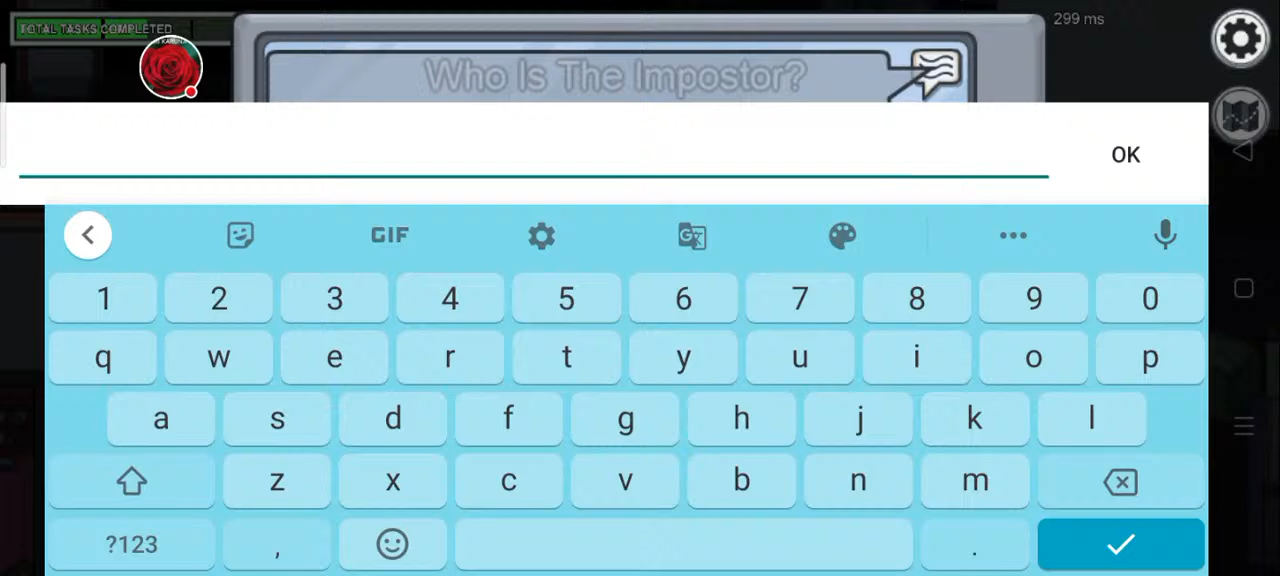 TOTAL TASKS COMPLETED
299 ms
Who Is The Impostor?
OK
GIF
1 2 3 4 5 6 7 8 9 0
q w e r t y u i o p
a s d f g h j k l
z x c v b n m
?123 , .